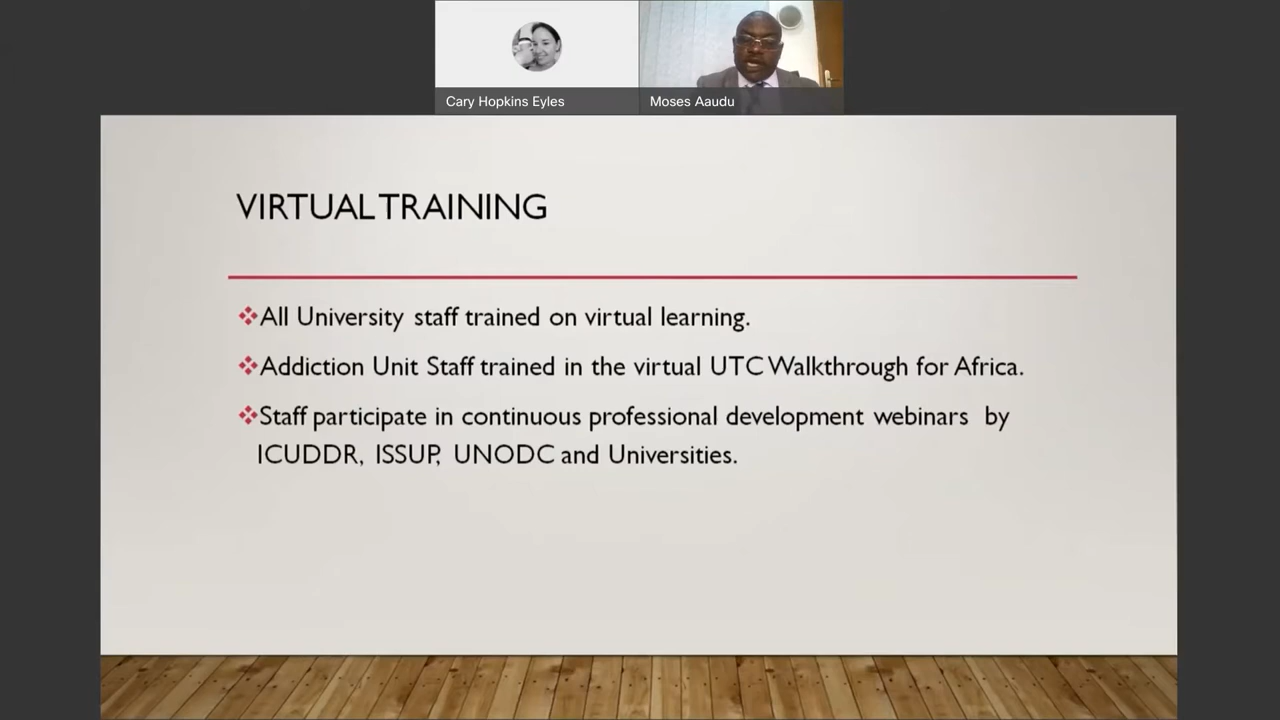 Cary Hopkins Eyles
Moses Aaudu
VIRTUAL TRAINING
❖All University staff trained on virtual learning.
❖Addiction Unit Staff trained in the virtual UTC Walkthrough for Africa.
❖Staff participate in continuous professional development webinars by
ICUDDR, ISSUP, UNODC and Universities.